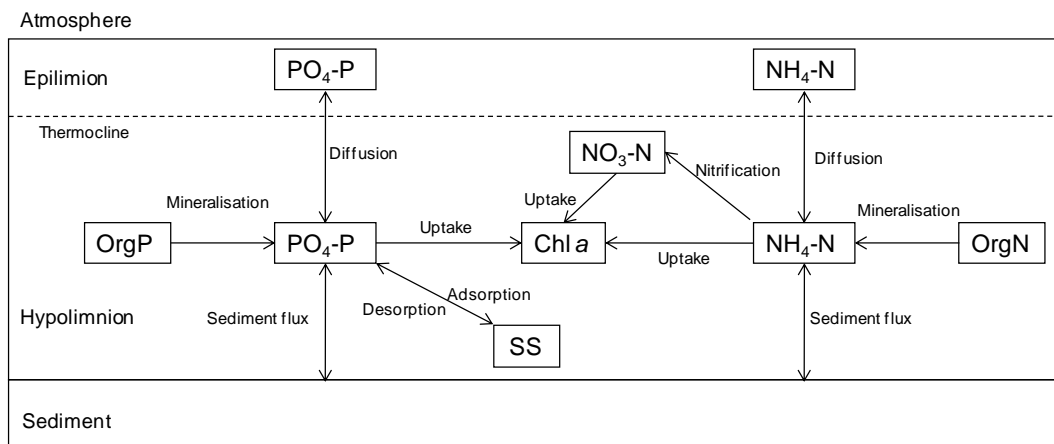 Atmosphere
Epilimion
PO₄-P
NH₄-N
Thermocline
Diffusion
NO₃-N
Nitrification
Diffusion
Mineralisation
Uptake
Mineralisation
OrgP
PO₄-P
Uptake
Chl a
Uptake
NH₄-N
OrgN
Hypolimnion
Sediment flux
Desorption
Adsorption
SS
Sediment flux
Sediment